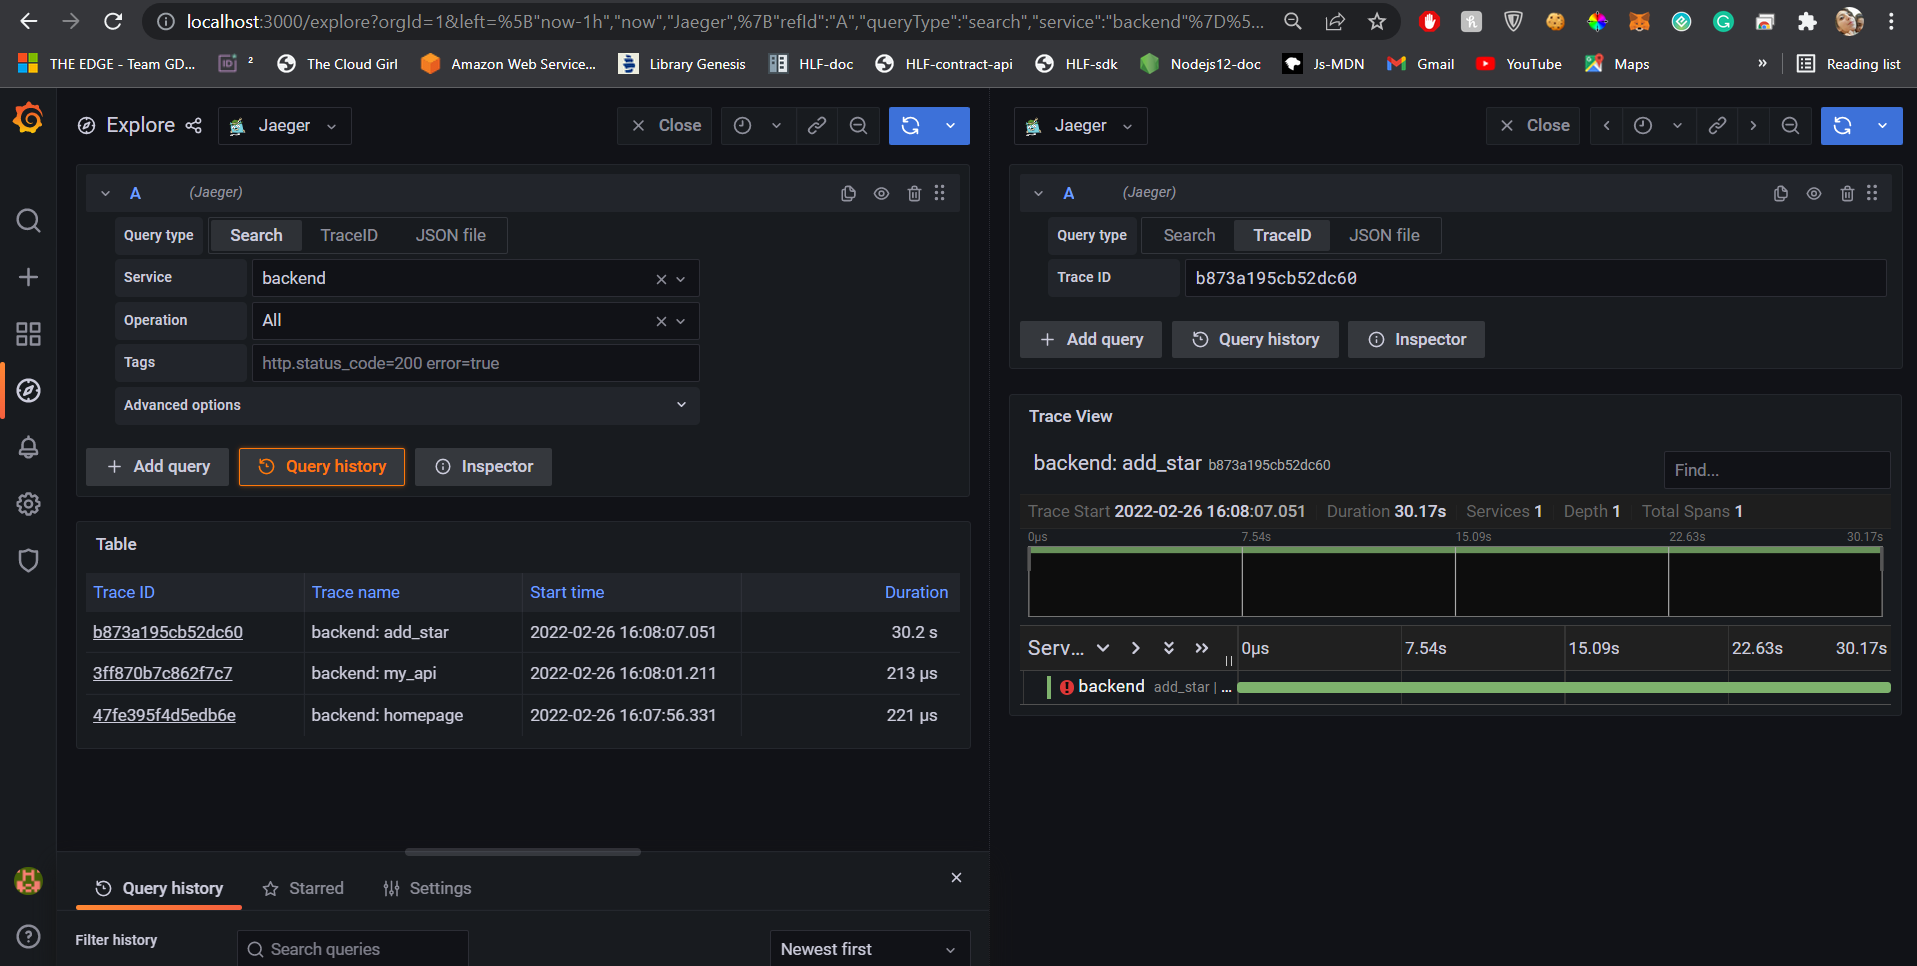 localhost:3000/explore?orgId=1&left=%5B"now-1h","now","Jaeger",%7B"refId":"A","queryType":"search","service":"backend"%7D%5...
THE EDGE - Team GD... 2 The Cloud Girl Amazon Web Service... Library Genesis HLF-doc HLF-contract-api HLF-sdk Nodejs12-doc Js-MDN Gmail YouTube Maps » Reading list
Explore Jaeger Close
A (Jaeger)
Query type Search TraceID JSON file
Service backend
Operation All
Tags http.status_code=200 error=true
Advanced options
Add query Query history Inspector
Table
Trace ID Trace name Start time Duration
b873a195cb52dc60 backend: add_star 2022-02-26 16:08:07.051 30.2 s
3ff870b7c862f7c7 backend: my_api 2022-02-26 16:08:01.211 213 µs
47fe395f4d5edb6e backend: homepage 2022-02-26 16:07:56.331 221 µs
Query history Starred Settings
Filter history Search queries Newest first
Jaeger Close
A (Jaeger)
Query type Search TraceID JSON file
Trace ID b873a195cb52dc60
Add query Query history Inspector
Trace View
backend: add_star b873a195cb52dc60 Find...
Trace Start 2022-02-26 16:08:07.051 Duration 30.17s Services 1 Depth 1 Total Spans 1
0µs 7.54s 15.09s 22.63s 30.17s
Serv... 0µs 7.54s 15.09s 22.63s 30.17s
backend add_star | ...